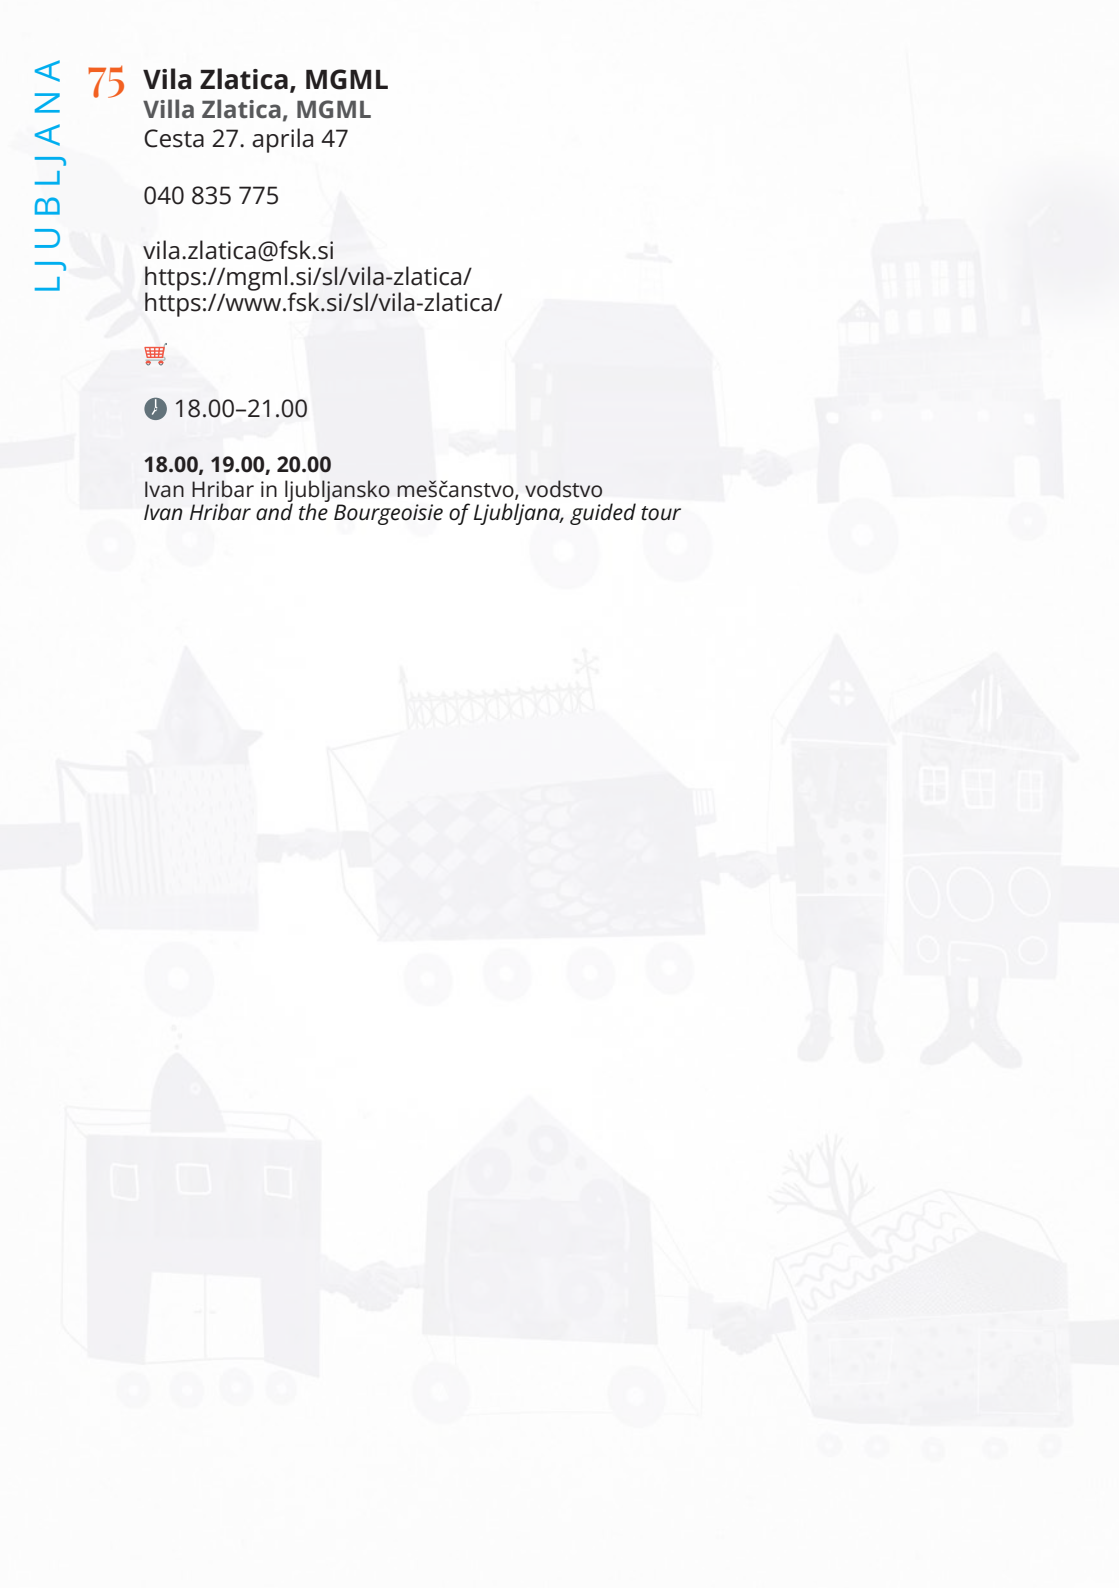 LJUBLJANA
75 Vila Zlatica, MGML
Villa Zlatica, MGML
Cesta 27. aprila 47
040 835 775
vila.zlatica@fsk.si
https://mgml.si/sl/vila-zlatica/
https://www.fsk.si/sl/vila-zlatica/
18.00–21.00
18.00, 19.00, 20.00
Ivan Hribar in ljubljansko meščanstvo, vodstvo
Ivan Hribar and the Bourgeoisie of Ljubljana, guided tour